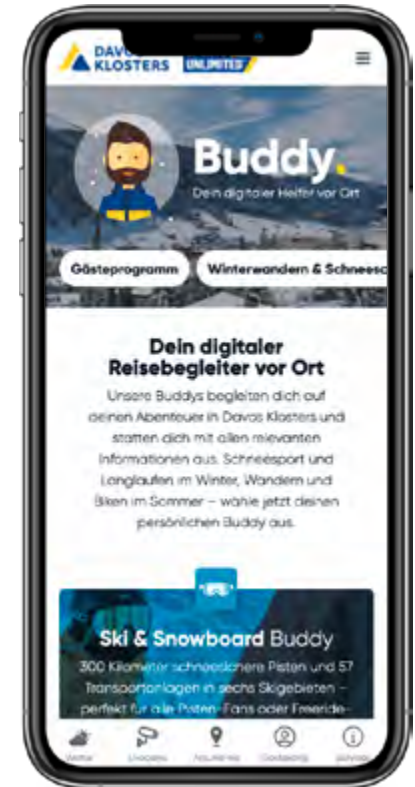 DAVOS
KLOSTERS
UNLIMITED
Buddy.
Dein digitaler Helfer vor Ort
Gästeprogramm
Winterwandern & Schneesc
Dein digitaler
Reisebegleiter vor Ort
Unsere Buddys begleiten dich auf
deinen Abenteuer in Davos Klosters und
statten dich mit allen relevanten
Informationen aus. Schneesport und
Langlaufen im Winter, Wandern und
Biken im Sommer – wähle jetzt deinen
persönlichen Buddy aus.
Ski & Snowboard Buddy
300 Kilometer schneesichere Pisten und 57
Transportanlagen in sechs Skigebieten –
perfekt für alle Pisten-Fans oder Freeride-